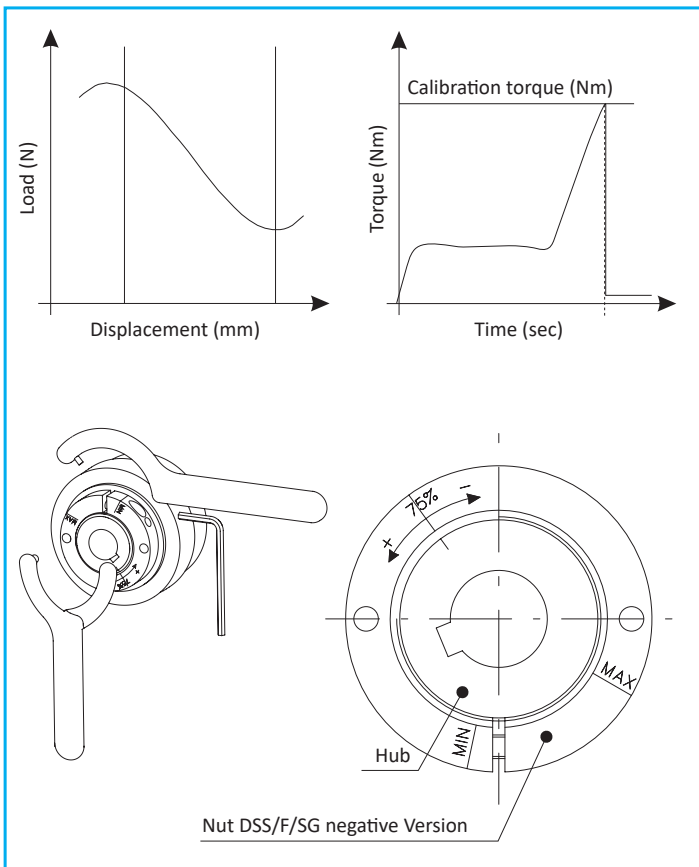 Load (N)
Displacement (mm)
Calibration torque (Nm)
Torque (Nm)
Time (sec)
+ 75% -
MAX
MIN
Hub
Nut DSS/F/SG negative Version